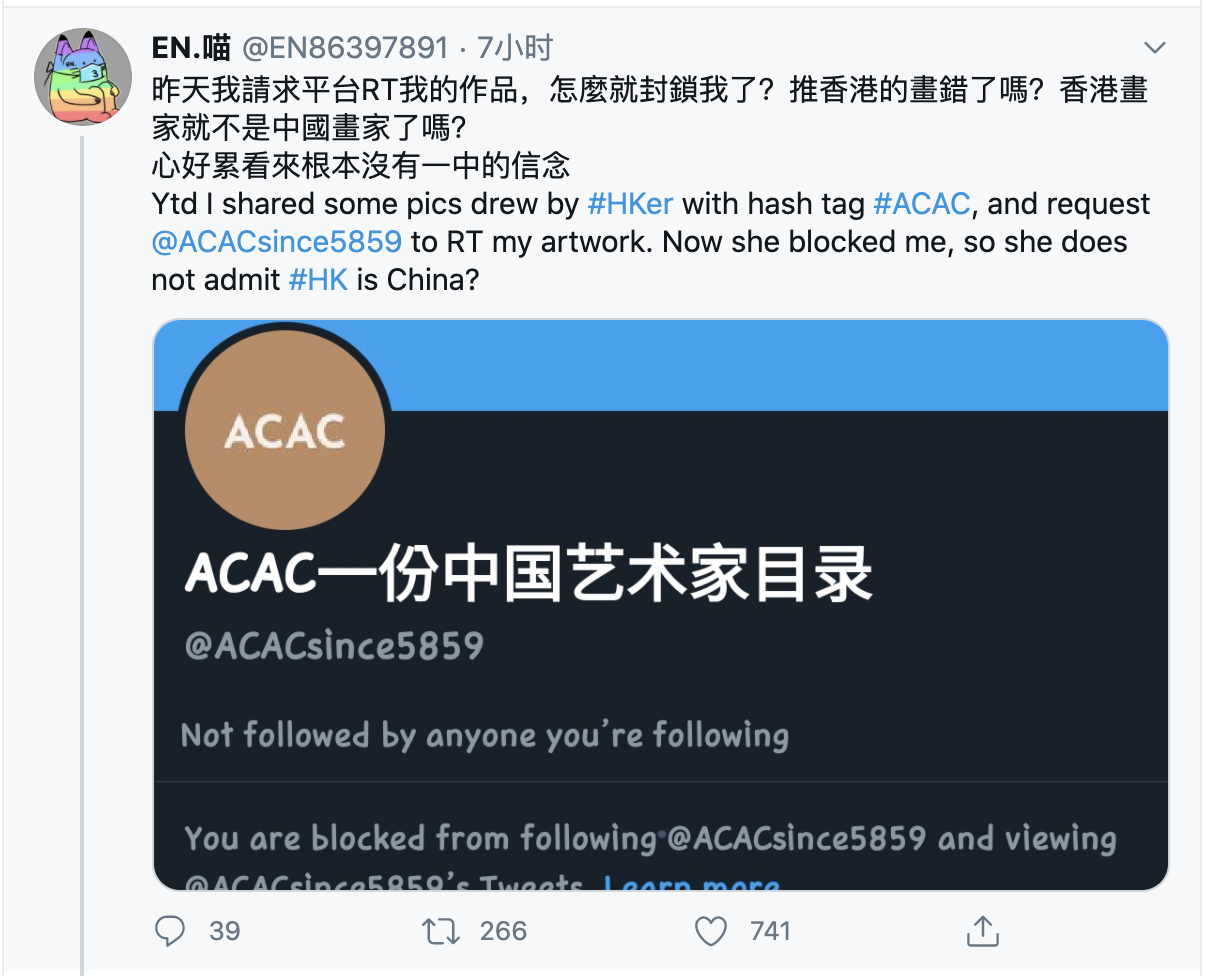 EN.喵 @EN86397891 · 7小时
昨天我請求平台RT我的作品，怎麼就封鎖我了？推香港的畫錯了嗎？香港畫
家就不是中國畫家了嗎？
心好累看來根本沒有一中的信念
Ytd I shared some pics drew by #HKer with hash tag #ACAC, and request
@ACACsince5859 to RT my artwork. Now she blocked me, so she does
not admit #HK is China?
ACAC
ACAC一份中国艺术家目录
@ACACsince5859
Not followed by anyone you're following
You are blocked from following @ACACsince5859 and viewing
@ACACsince5859's Tweets. Learn more
39 266 741